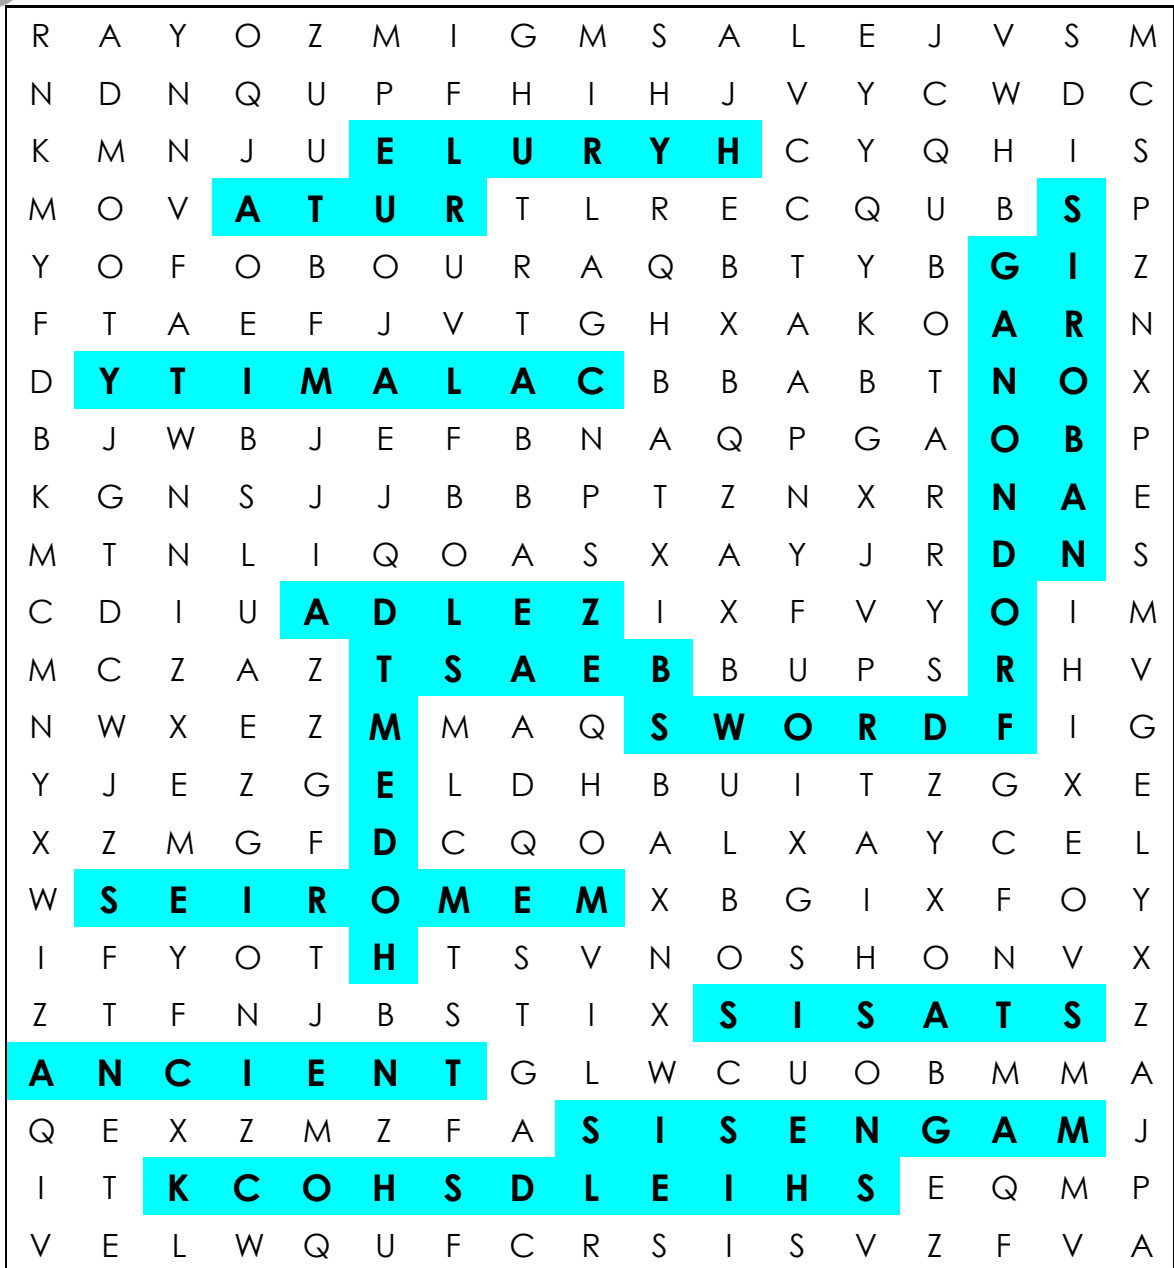 R A Y O Z M I G M S A L E J V S M
N D N Q U P F H I H J V Y C W D C
K M N J U E L U R Y H C Y Q H I S
M O V A T U R T L R E C Q U B S P
Y O F O B O U R A Q B T Y B G I Z
F T A E F J V T G H X A K O A R N
D Y T I M A L A C B B A B T N O X
B J W B J E F B N A Q P G A O B P
K G N S J J B B P T Z N X R N A E
M T N L I Q O A S X A Y J R D N S
C D I U A D L E Z I X F V Y O I M
M C Z A Z T S A E B B U P S R H V
N W X E Z M M A Q S W O R D F I G
Y J E Z G E L D H B U I T Z G X E
X Z M G F D C Q O A L X A Y C E L
W S E I R O M E M X B G I X F O Y
I F Y O T H T S V N O S H O N V X
Z T F N J B S T I X S I S A T S Z
A N C I E N T G L W C U O B M M A
Q E X Z M Z F A S I S E N G A M J
I T K C O H S D L E I H S E Q M P
V E L W Q U F C R S I S V Z F V A